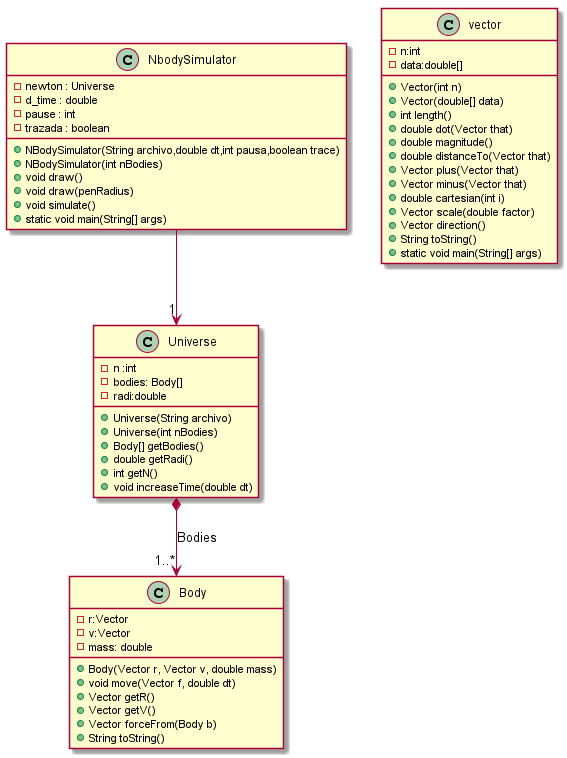 C NbodySimulator
newton : Universe
d_time : double
pause : int
trazada : boolean
NBodySimulator(String archivo,double dt,int pausa,boolean trace)
NBodySimulator(int nBodies)
void draw()
void draw(penRadius)
void simulate()
static void main(String[] args)
C vector
n:int
data:double[]
Vector(int n)
Vector(double[] data)
int length()
double dot(Vector that)
double magnitude()
double distanceTo(Vector that)
Vector plus(Vector that)
Vector minus(Vector that)
double cartesian(int i)
Vector scale(double factor)
Vector direction()
String toString()
static void main(String[] args)
1
C Universe
n :int
bodies: Body[]
radi:double
Universe(String archivo)
Universe(int nBodies)
Body[] getBodies()
double getRadi()
int getN()
void increaseTime(double dt)
Bodies
1..*
C Body
r:Vector
v:Vector
mass: double
Body(Vector r, Vector v, double mass)
void move(Vector f, double dt)
Vector getR()
Vector getV()
Vector forceFrom(Body b)
String toString()